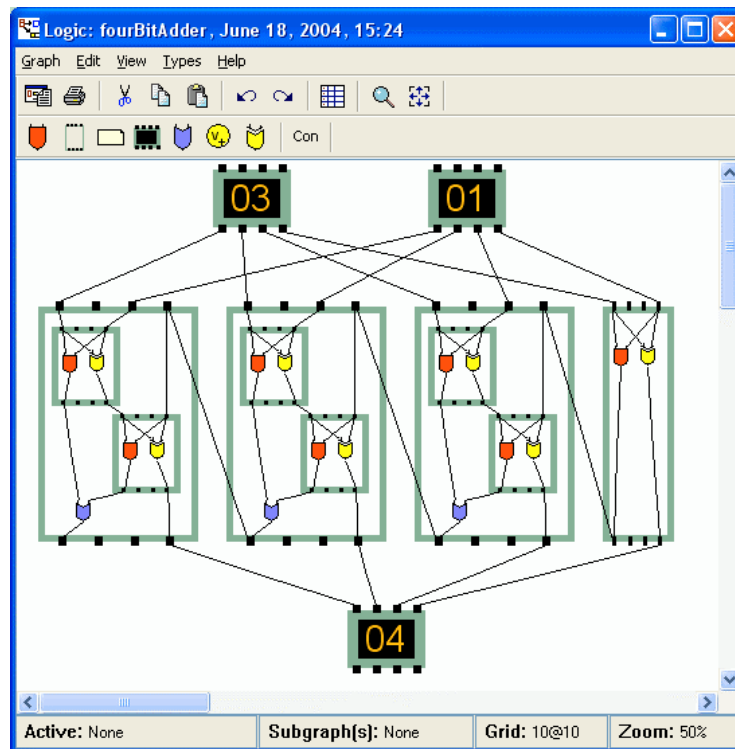 Logic: fourBitAdder, June 18, 2004, 15:24
Graph Edit View Types Help
V+ Con
03 01
04
Active: None Subgraph(s): None Grid: 10@10 Zoom: 50%